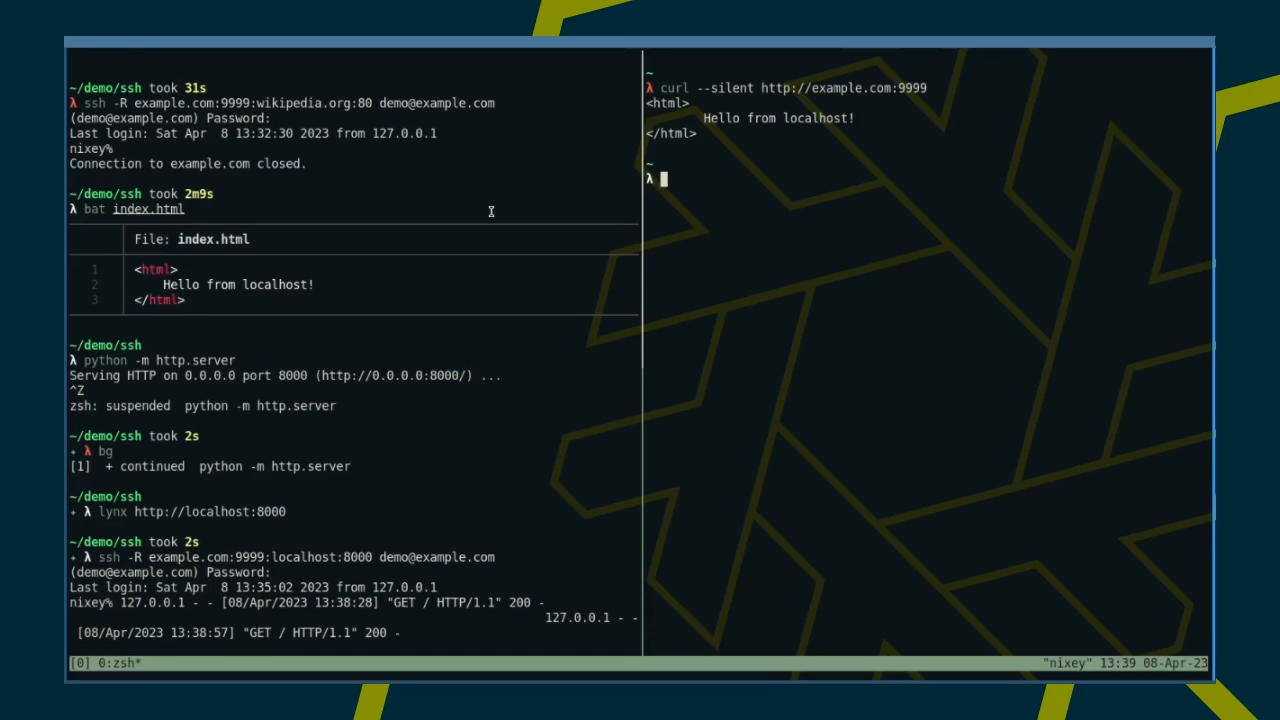 ~/demo/ssh took 31s
λ ssh -R example.com:9999:wikipedia.org:80 demo@example.com
(demo@example.com) Password:
Last login: Sat Apr  8 13:32:30 2023 from 127.0.0.1
nixey%
Connection to example.com closed.
~/demo/ssh took 2m9s
λ bat index.html
File: index.html
1 <html>
2     Hello from localhost!
3 </html>
~/demo/ssh
λ python -m http.server
Serving HTTP on 0.0.0.0 port 8000 (http://0.0.0.0:8000/) ...
^Z
zsh: suspended  python -m http.server
~/demo/ssh took 2s
+ λ bg
[1]  + continued  python -m http.server
~/demo/ssh
+ λ lynx http://localhost:8000
~/demo/ssh took 2s
+ λ ssh -R example.com:9999:localhost:8000 demo@example.com
(demo@example.com) Password:
Last login: Sat Apr  8 13:35:02 2023 from 127.0.0.1
nixey% 127.0.0.1 - - [08/Apr/2023 13:38:28] "GET / HTTP/1.1" 200 -
127.0.0.1 - -
[08/Apr/2023 13:38:57] "GET / HTTP/1.1" 200 -
~
λ curl --silent http://example.com:9999
<html>
Hello from localhost!
</html>
~
λ
[0] 0:zsh* "nixey" 13:39 08-Apr-23